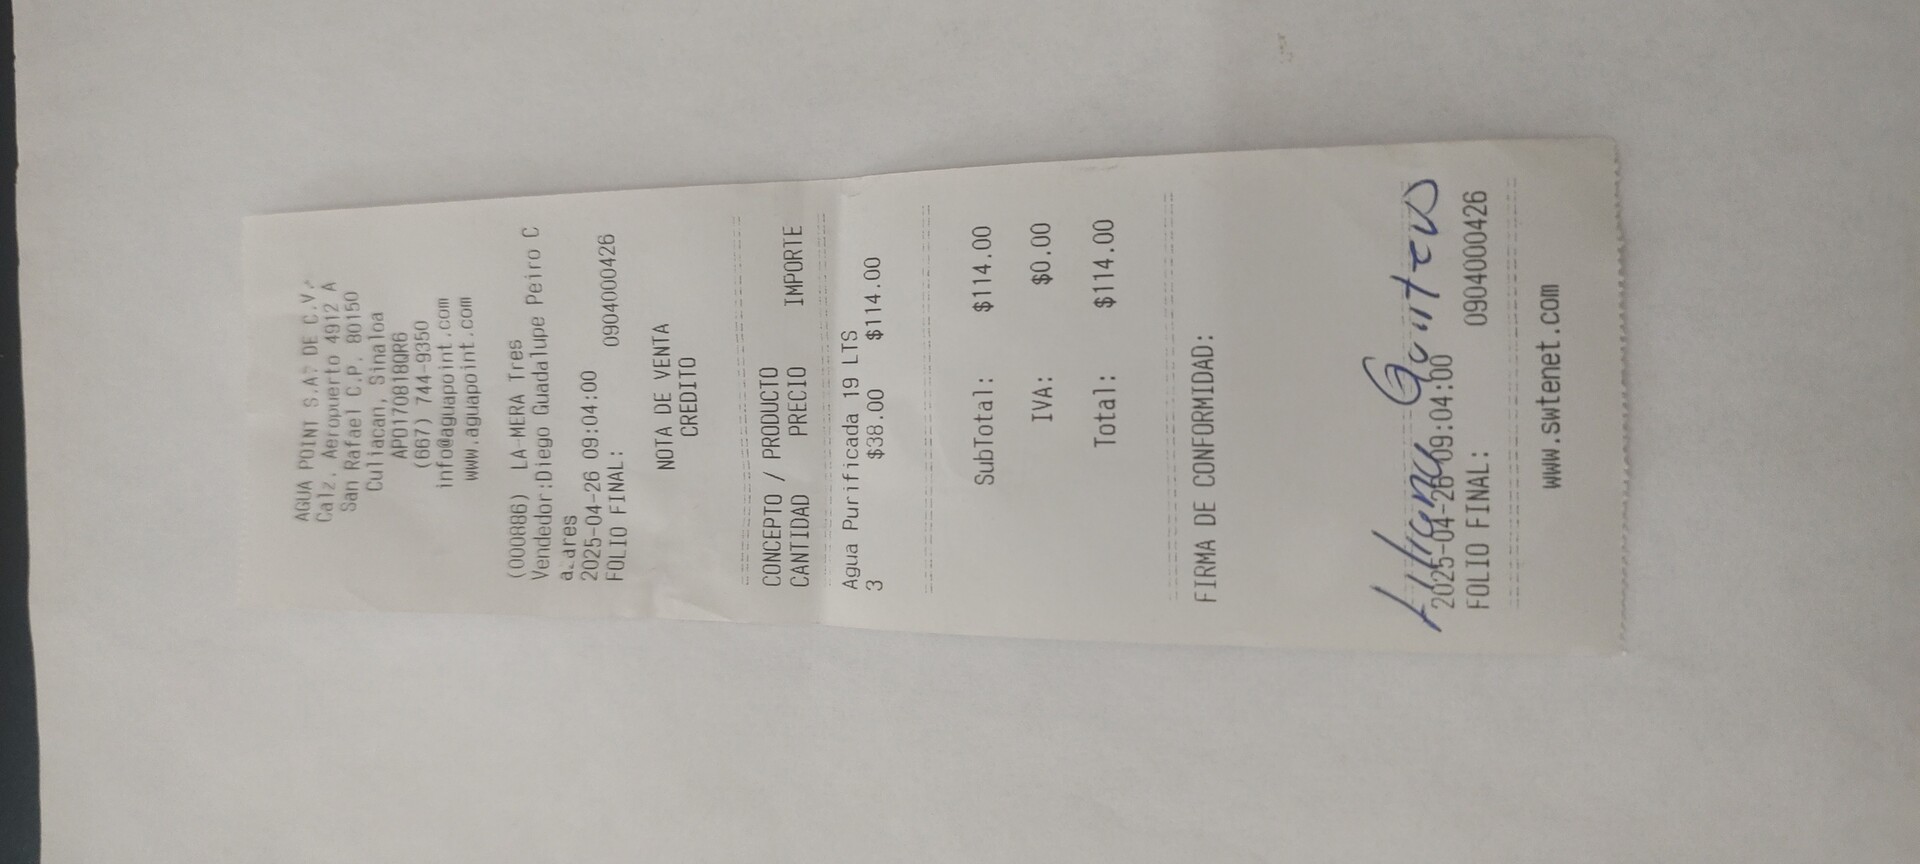 AGUA POINT S.A? DE C.V.
Calz. Aeropuerto 4912 A
San Rafael C.P. 80150
Culiacan, Sinaloa
APO170818QR6
(667) 744-9350
info@aguapoint.com
www.aguapoint.com
(000886) LA-MERA Tres
Vendedor:Diego Guadalupe Peiro C
2025-04-26 09:04:00
FOLIO FINAL: 0904000426
NOTA DE VENTA
CREDITO
CONCEPTO / PRODUCTO
CANTIDAD PRECIO IMPORTE
Agua Purificada 19 LTS
3 $38.00 $114.00
SubTotal: $114.00
IVA: $0.00
Total: $114.00
FIRMA DE CONFORMIDAD:
2025-04-26 09:04:00
FOLIO FINAL: 0904000426
www.swtenet.com